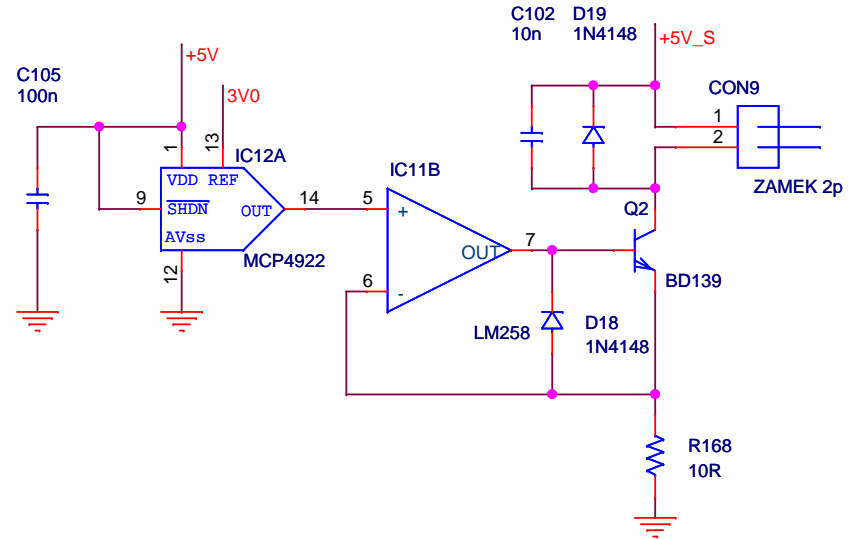 C102 D19
10n 1N4148
+5V_S
+5V
C105
100n
CON9
3V0
1
2
1
13
IC12A
ZAMEK 2p
IC11B
VDD REF
9
SHDN
OUT
14
5
+
Q2
AVss
7
OUT
MCP4922
12
6
-
BD139
LM258
D18
1N4148
R168
10R